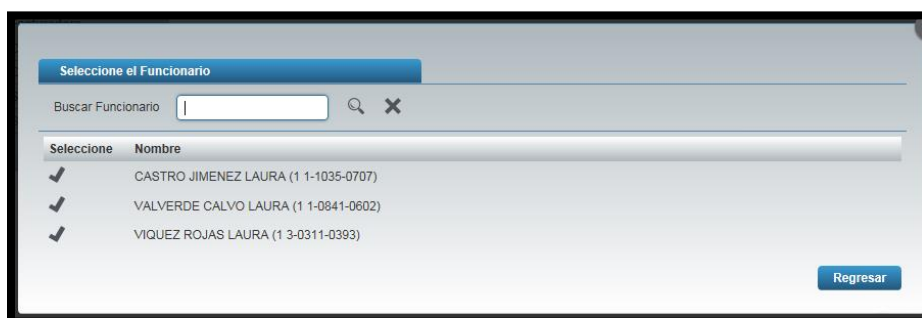 Seleccione el Funcionario
Buscar Funcionario
Seleccione Nombre
CASTRO JIMENEZ LAURA (1 1-1035-0707)
VALVERDE CALVO LAURA (1 1-0841-0602)
VIQUEZ ROJAS LAURA (1 3-0311-0393)
Regresar